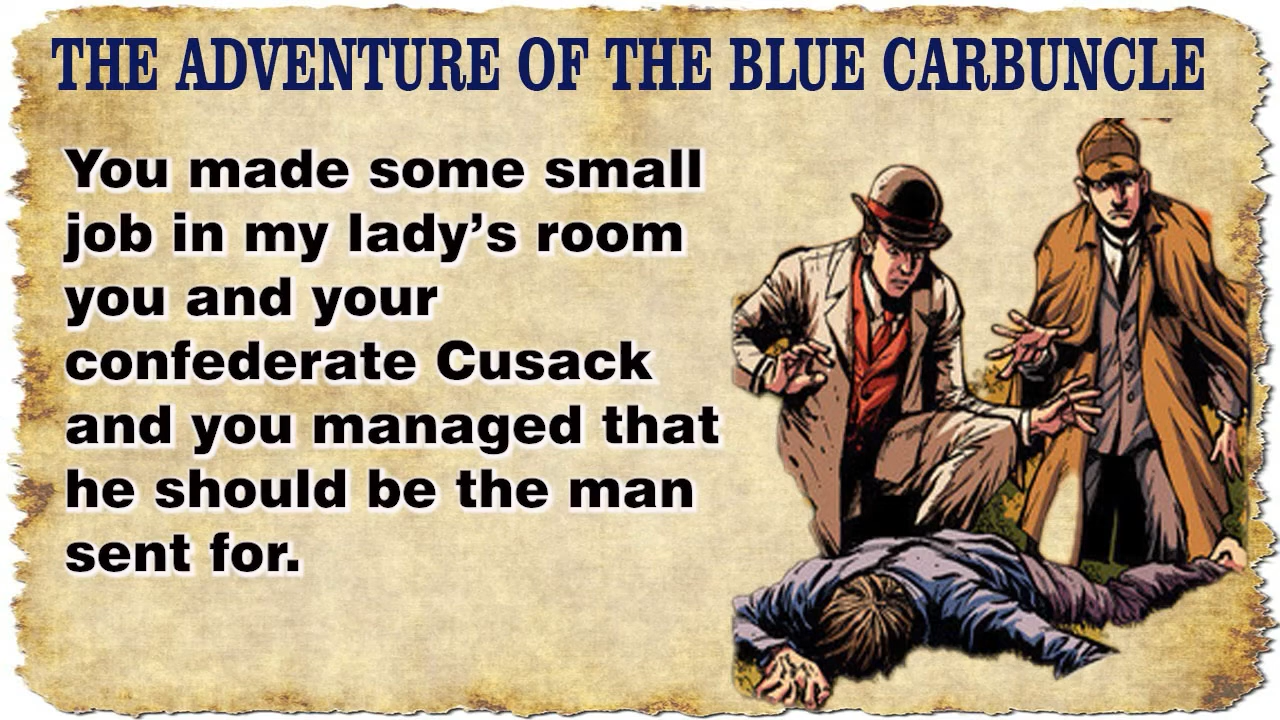 THE ADVENTURE OF THE BLUE CARBUNCLE
You made some small
job in my lady’s room
you and your
confederate Cusack
and you managed that
he should be the man
sent for.